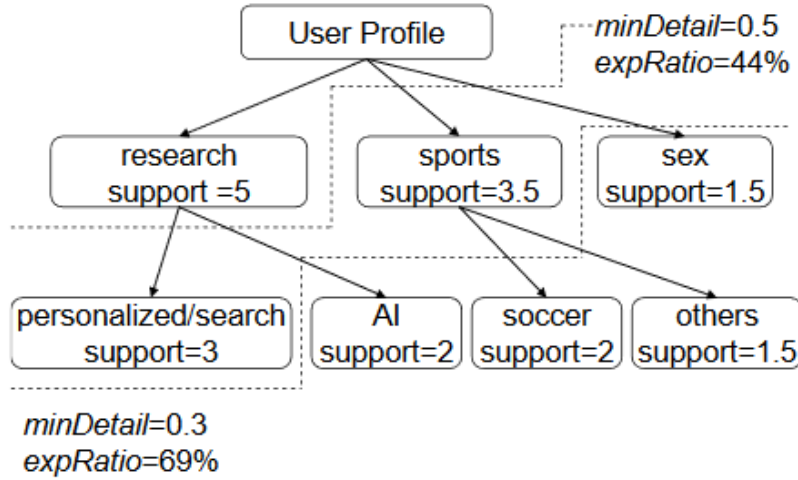 User Profile
minDetail=0.5
expRatio=44%
research
support =5
sports
support=3.5
sex
support=1.5
personalized/search
support=3
AI
support=2
soccer
support=2
others
support=1.5
minDetail=0.3
expRatio=69%